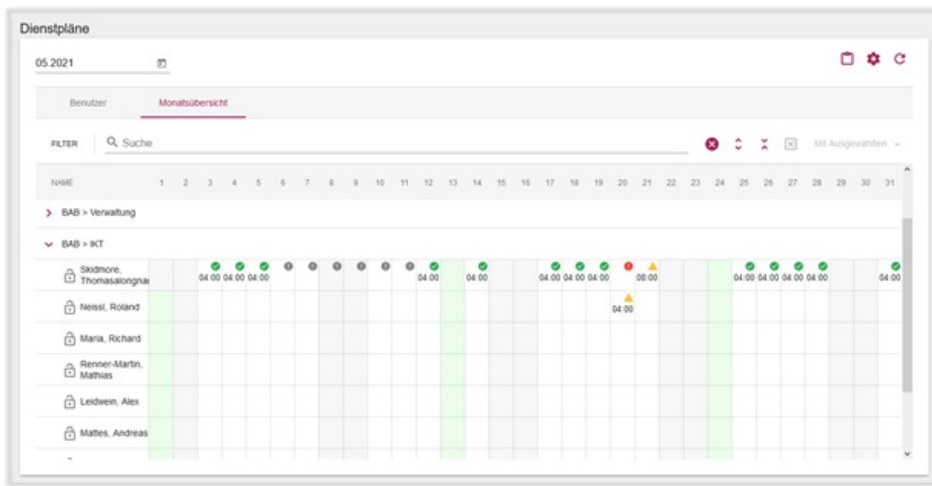 Dienstpläne
05.2021
Benutzer Monatsübersicht
FILTER Suche Mit Ausgewählten
NAME 1 2 3 4 5 6 7 8 9 10 11 12 13 14 15 16 17 18 19 20 21 22 23 24 25 26 27 28 29 30 31
BAB > Verwaltung
BAB > IKT
Skidmore,
Thomasalongnar 04:00 04:00 04:00 04:00 04:00 04:00 04:00 04:00 08:00 04:00 04:00 04:00 04:00 04:00
Neissl, Roland 04:00
Maria, Richard
Renner-Martin,
Mathias
Leidwein, Alex
Mattes, Andreas